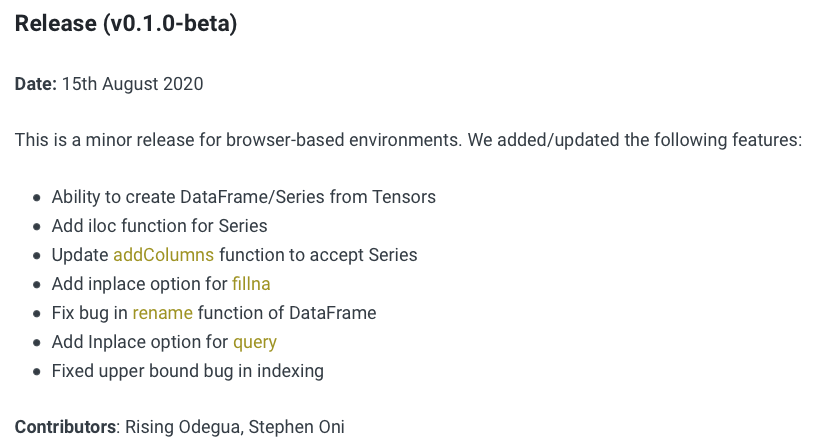 Release (v0.1.0-beta)
Date: 15th August 2020
This is a minor release for browser-based environments. We added/updated the following features:
• Ability to create DataFrame/Series from Tensors
• Add iloc function for Series
• Update addColumns function to accept Series
• Add inplace option for fillna
• Fix bug in rename function of DataFrame
• Add Inplace option for query
• Fixed upper bound bug in indexing
Contributors: Rising Odegua, Stephen Oni